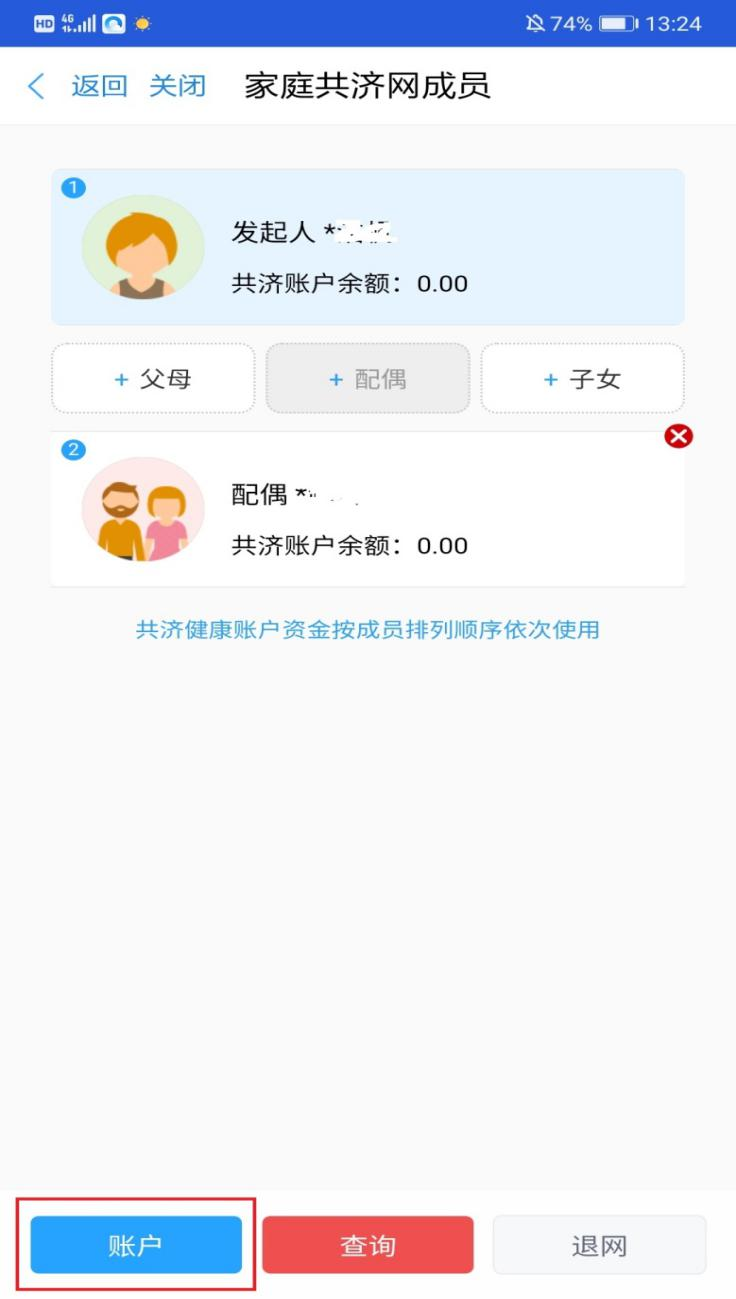 HD 4G 74% 13:24
返回 关闭 家庭共济网成员
1
发起人 *
共济账户余额：0.00
+ 父母 + 配偶 + 子女
2
配偶 *
共济账户余额：0.00
共济健康账户资金按成员排列顺序依次使用
账户 查询 退网